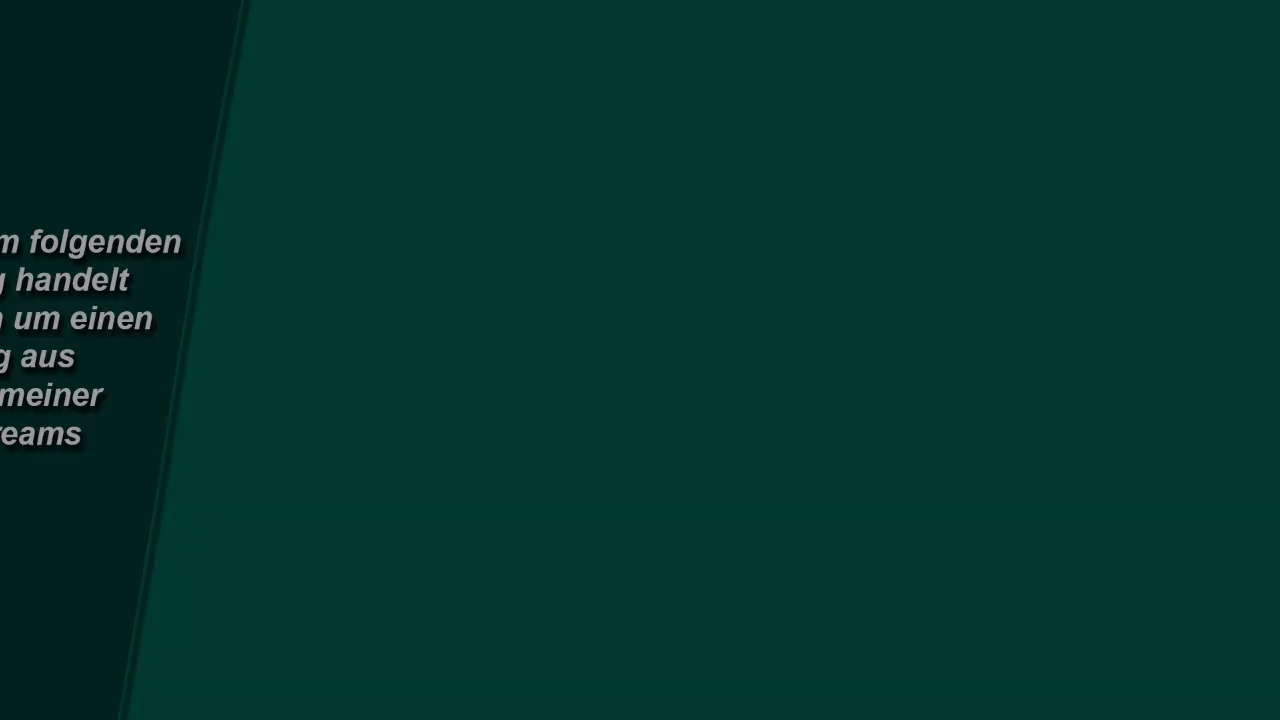 m folgenden
g handelt
um einen
g aus
meiner
reams